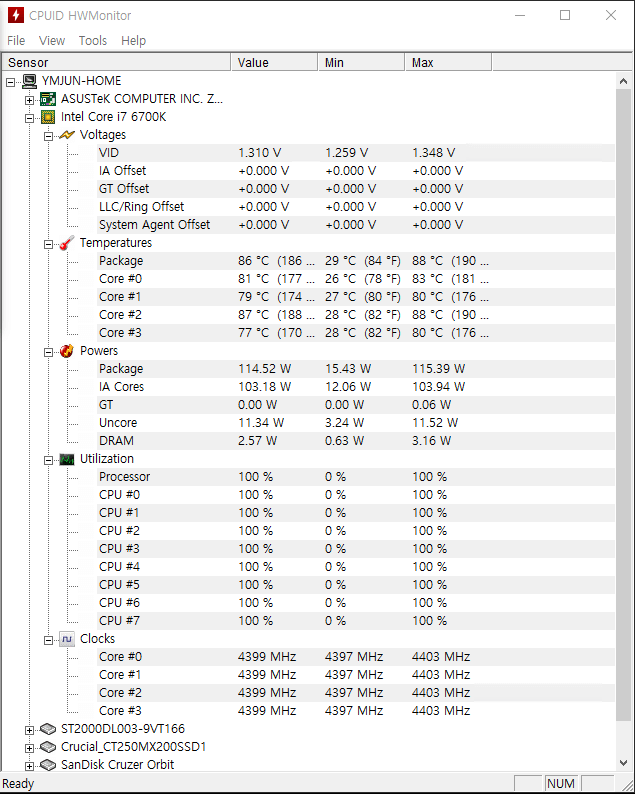 CPUID HWMonitor
File View Tools Help
Sensor Value Min Max
YMJUN-HOME
ASUSTeK COMPUTER INC. Z...
Intel Core i7 6700K
Voltages
VID 1.310 V 1.259 V 1.348 V
IA Offset +0.000 V +0.000 V +0.000 V
GT Offset +0.000 V +0.000 V +0.000 V
LLC/Ring Offset +0.000 V +0.000 V +0.000 V
System Agent Offset +0.000 V +0.000 V +0.000 V
Temperatures
Package 86 °C (186 ... 29 °C (84 °F) 88 °C (190 ...
Core #0 81 °C (177 ... 26 °C (78 °F) 83 °C (181 ...
Core #1 79 °C (174 ... 27 °C (80 °F) 80 °C (176 ...
Core #2 87 °C (188 ... 28 °C (82 °F) 88 °C (190 ...
Core #3 77 °C (170 ... 28 °C (82 °F) 80 °C (176 ...
Powers
Package 114.52 W 15.43 W 115.39 W
IA Cores 103.18 W 12.06 W 103.94 W
GT 0.00 W 0.00 W 0.06 W
Uncore 11.34 W 3.24 W 11.52 W
DRAM 2.57 W 0.63 W 3.16 W
Utilization
Processor 100 % 0 % 100 %
CPU #0 100 % 0 % 100 %
CPU #1 100 % 0 % 100 %
CPU #2 100 % 0 % 100 %
CPU #3 100 % 0 % 100 %
CPU #4 100 % 0 % 100 %
CPU #5 100 % 0 % 100 %
CPU #6 100 % 0 % 100 %
CPU #7 100 % 0 % 100 %
Clocks
Core #0 4399 MHz 4397 MHz 4403 MHz
Core #1 4399 MHz 4397 MHz 4403 MHz
Core #2 4399 MHz 4397 MHz 4403 MHz
Core #3 4399 MHz 4397 MHz 4403 MHz
ST2000DL003-9VT166
Crucial_CT250MX200SSD1
SanDisk Cruzer Orbit
Ready NUM